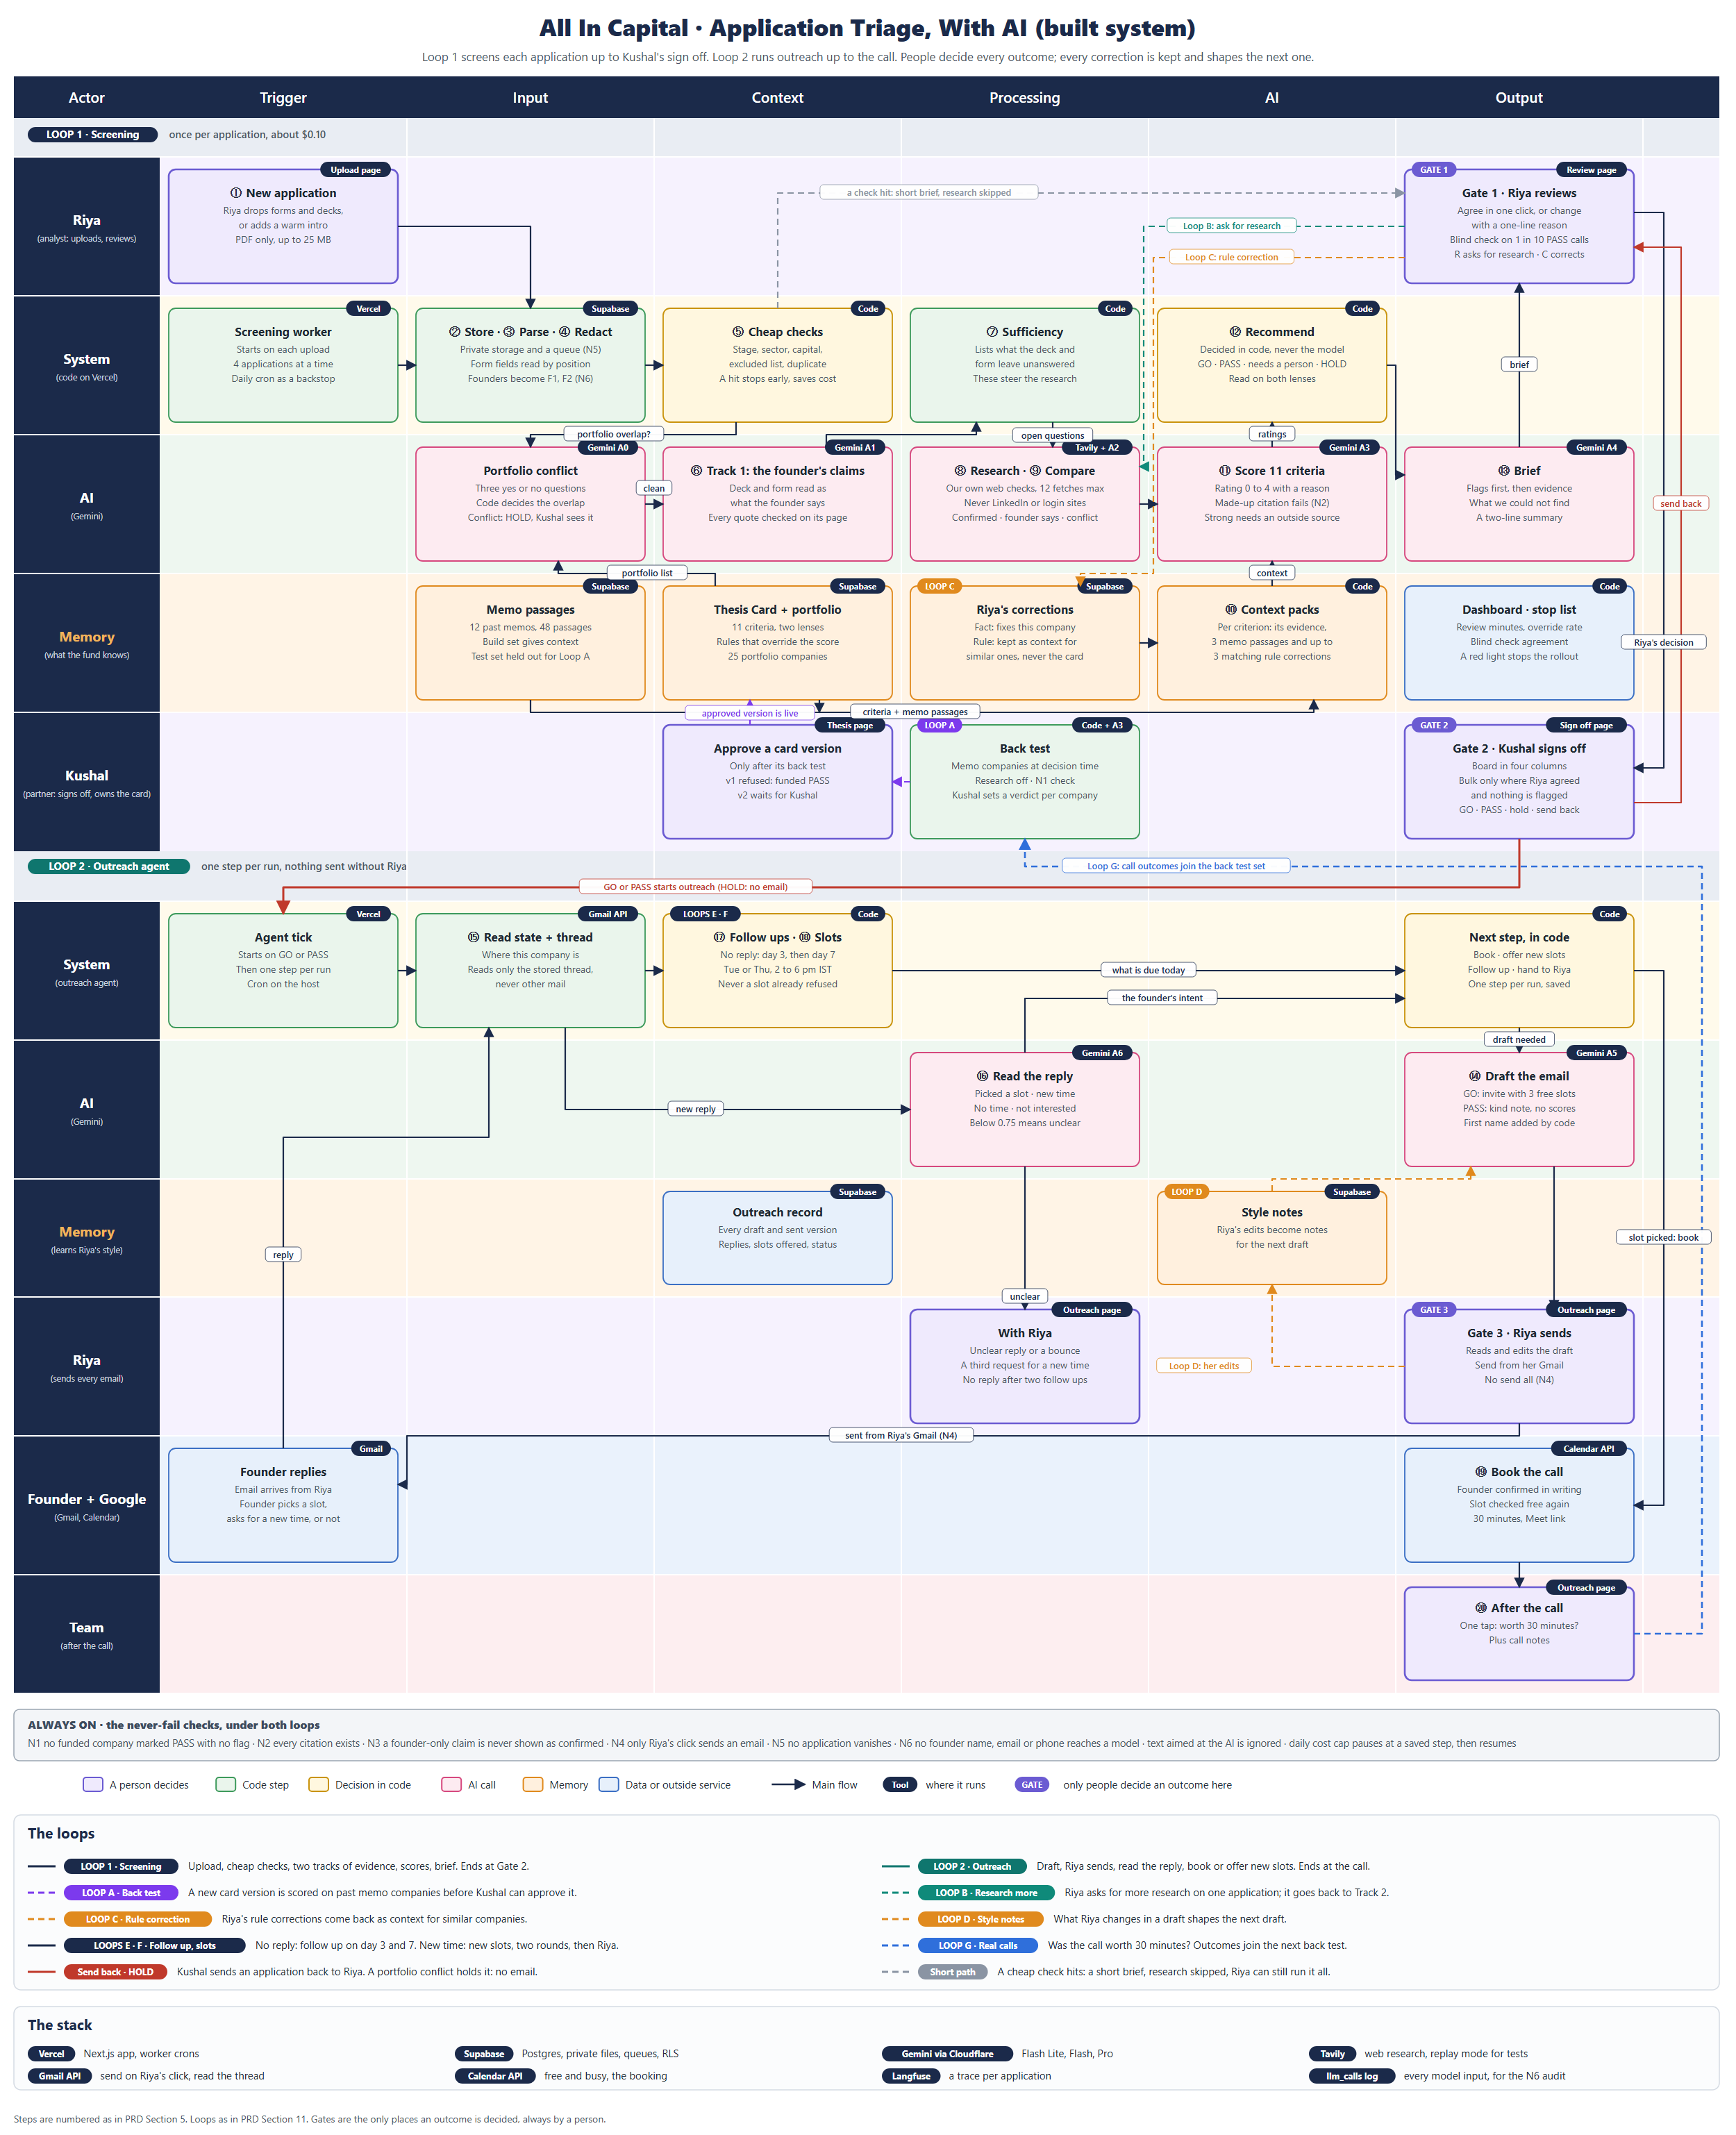 All In Capital · Application Triage, With AI (built system)
Loop 1 screens each application up to Kushal's sign off. Loop 2 runs outreach up to the call. People decide every outcome; every correction is kept and shapes the next one.
Actor
Trigger
Input
Context
Processing
AI
Output
LOOP 1 · Screening
once per application, about $0.10
Riya
(analyst: uploads, reviews)
Upload page
① New application
Riya drops forms and decks,
or adds a warm intro
PDF only, up to 25 MB
a check hit: short brief, research skipped
Loop B: ask for research
Loop C: rule correction
GATE 1
Review page
Gate 1 · Riya reviews
Agree in one click, or change
with a one-line reason
Blind check on 1 in 10 PASS calls
R asks for research · C corrects
System
(code on Vercel)
Vercel
Screening worker
Starts on each upload
4 applications at a time
Daily cron as a backstop
Supabase
② Store · ③ Parse · ④ Redact
Private storage and a queue (N5)
Form fields read by position
Founders become F1, F2 (N6)
Code
⑤ Cheap checks
Stage, sector, capital,
excluded list, duplicate
A hit stops early, saves cost
Code
⑦ Sufficiency
Lists what the deck and
form leave unanswered
These steer the research
Code
⑫ Recommend
Decided in code, never the model
GO · PASS · needs a person · HOLD
Read on both lenses
brief
portfolio overlap?
open questions
ratings
AI
(Gemini)
Gemini A0
Portfolio conflict
Three yes or no questions
Code decides the overlap
Conflict: HOLD, Kushal sees it
clean
Gemini A1
⑥ Track 1: the founder's claims
Deck and form read as
what the founder says
Every quote checked on its page
Tavily + A2
⑧ Research · ⑨ Compare
Our own web checks, 12 fetches max
Never LinkedIn or login sites
Confirmed · founder says · conflict
Gemini A3
⑪ Score 11 criteria
Rating 0 to 4 with a reason
Made-up citation fails (N2)
Strong needs an outside source
Gemini A4
⑬ Brief
Flags first, then evidence
What we could not find
A two-line summary
send back
portfolio list
context
Memory
(what the fund knows)
Supabase
Memo passages
12 past memos, 48 passages
Build set gives context
Test set held out for Loop A
Supabase
Thesis Card + portfolio
11 criteria, two lenses
Rules that override the score
25 portfolio companies
LOOP C
Supabase
Riya's corrections
Fact: fixes this company
Rule: kept as context for
similar ones, never the card
Code
⑩ Context packs
Per criterion: its evidence,
3 memo passages and up to
3 matching rule corrections
Code
Dashboard · stop list
Review minutes, override rate
Blind check agreement
A red light stops the rollout
Riya's decision
approved version is live
criteria + memo passages
Kushal
(partner: signs off, owns the card)
Thesis page
Approve a card version
Only after its back test
v1 refused: funded PASS
v2 waits for Kushal
LOOP A
Code + A3
Back test
Memo companies at decision time
Research off · N1 check
Kushal sets a verdict per company
GATE 2
Sign off page
Gate 2 · Kushal signs off
Board in four columns
Bulk only where Riya agreed
and nothing is flagged
GO · PASS · hold · send back
LOOP 2 · Outreach agent
one step per run, nothing sent without Riya
Loop G: call outcomes join the back test set
GO or PASS starts outreach (HOLD: no email)
System
(outreach agent)
Vercel
Agent tick
Starts on GO or PASS
Then one step per run
Cron on the host
Gmail API
⑮ Read state + thread
Where this company is
Reads only the stored thread,
never other mail
LOOPS E · F
Code
⑰ Follow ups · ⑱ Slots
No reply: day 3, then day 7
Tue or Thu, 2 to 6 pm IST
Never a slot already refused
what is due today
the founder's intent
Code
Next step, in code
Book · offer new slots
Follow up · hand to Riya
One step per run, saved
draft needed
AI
(Gemini)
new reply
Gemini A6
⑯ Read the reply
Picked a slot · new time
No time · not interested
Below 0.75 means unclear
Gemini A5
⑭ Draft the email
GO: invite with 3 free slots
PASS: kind note, no scores
First name added by code
Memory
(learns Riya's style)
reply
Supabase
Outreach record
Every draft and sent version
Replies, slots offered, status
LOOP D
Supabase
Style notes
Riya's edits become notes
for the next draft
slot picked: book
unclear
Riya
(sends every email)
Outreach page
With Riya
Unclear reply or a bounce
A third request for a new time
No reply after two follow ups
Loop D: her edits
GATE 3
Outreach page
Gate 3 · Riya sends
Reads and edits the draft
Send from her Gmail
No send all (N4)
sent from Riya's Gmail (N4)
Founder + Google
(Gmail, Calendar)
Gmail
Founder replies
Email arrives from Riya
Founder picks a slot,
asks for a new time, or not
Calendar API
⑲ Book the call
Founder confirmed in writing
Slot checked free again
30 minutes, Meet link
Team
(after the call)
Outreach page
⑳ After the call
One tap: worth 30 minutes?
Plus call notes
ALWAYS ON · the never-fail checks, under both loops
N1 no funded company marked PASS with no flag · N2 every citation exists · N3 a founder-only claim is never shown as confirmed · N4 only Riya's click sends an email · N5 no application vanishes · N6 no founder name, email or phone reaches a model · text aimed at the AI is ignored · daily cost cap pauses at a saved step, then resumes
A person decides
Code step
Decision in code
AI call
Memory
Data or outside service
Main flow
Tool
where it runs
GATE
only people decide an outcome here
The loops
LOOP 1 · Screening
Upload, cheap checks, two tracks of evidence, scores, brief. Ends at Gate 2.
LOOP 2 · Outreach
Draft, Riya sends, read the reply, book or offer new slots. Ends at the call.
LOOP A · Back test
A new card version is scored on past memo companies before Kushal can approve it.
LOOP B · Research more
Riya asks for more research on one application; it goes back to Track 2.
LOOP C · Rule correction
Riya's rule corrections come back as context for similar companies.
LOOP D · Style notes
What Riya changes in a draft shapes the next draft.
LOOPS E · F · Follow up, slots
No reply: follow up on day 3 and 7. New time: new slots, two rounds, then Riya.
LOOP G · Real calls
Was the call worth 30 minutes? Outcomes join the next back test.
Send back · HOLD
Kushal sends an application back to Riya. A portfolio conflict holds it: no email.
Short path
A cheap check hits: a short brief, research skipped, Riya can still run it all.
The stack
Vercel
Next.js app, worker crons
Supabase
Postgres, private files, queues, RLS
Gemini via Cloudflare
Flash Lite, Flash, Pro
Tavily
web research, replay mode for tests
Gmail API
send on Riya's click, read the thread
Calendar API
free and busy, the booking
Langfuse
a trace per application
llm_calls log
every model input, for the N6 audit
Steps are numbered as in PRD Section 5. Loops as in PRD Section 11. Gates are the only places an outcome is decided, always by a person.